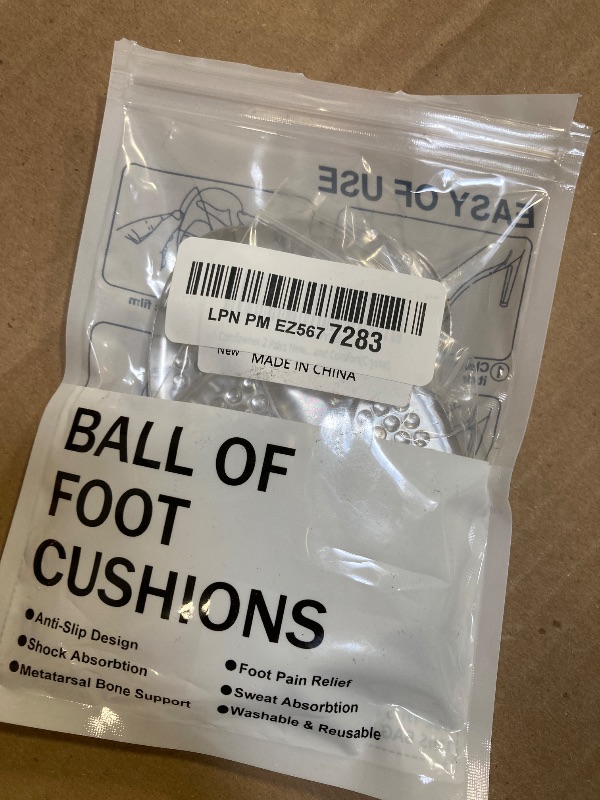 EASY OF USE
LPN PM EZ567 7283
New
MADE IN CHINA
BALL OF
FOOT
CUSHIONS
●Anti-Slip Design
●Shock Absorbtion
●Metatarsal Bone Support
●Foot Pain Relief
●Sweat Absorbtion
●Washable & Reusable